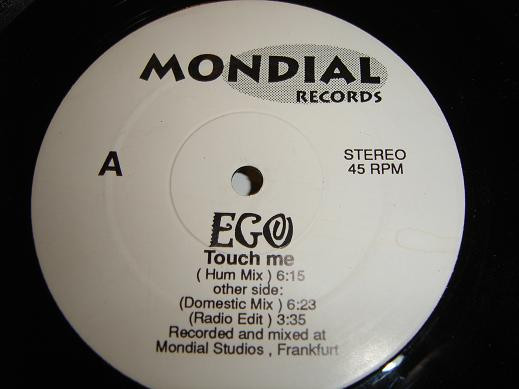 MONDIAL
RECORDS
A
STEREO
45 RPM
EGO
Touch me
( Hum Mix ) 6:15
other side:
(Domestic Mix ) 6:23
(Radio Edit ) 3:35
Recorded and mixed at
Mondial Studios , Frankfurt